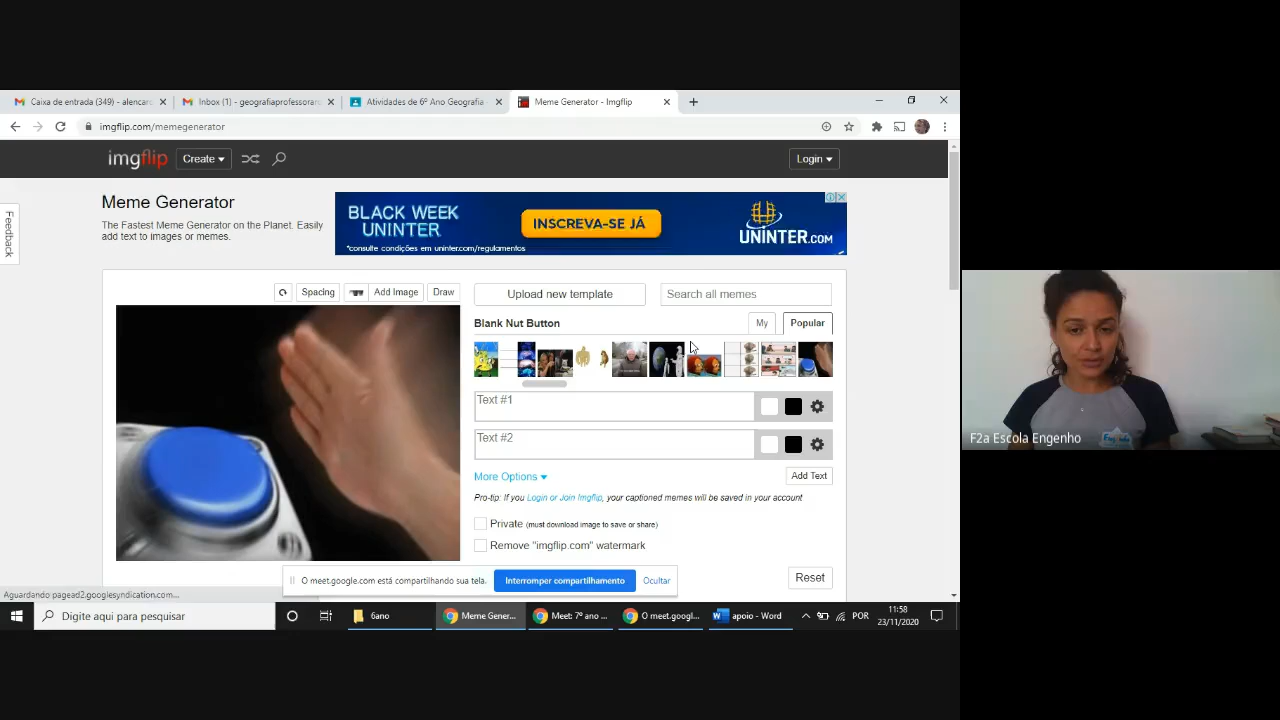 Caixa de entrada (349) - alencar
Inbox (1) - geografiaprofessorar
Atividades de 6º Ano Geografia
Meme Generator - Imgflip
imgflip.com/memegenerator
imgflip
Create
Login
Feedback
Meme Generator
The Fastest Meme Generator on the Planet. Easily
add text to images or memes.
BLACK WEEK
UNINTER
*consulte condições em uninter.com/regulamentos
INSCREVA-SE JÁ
UNINTER.COM
Spacing
Add Image
Draw
Upload new template
Search all memes
Blank Nut Button
My
Popular
Text #1
Text #2
More Options
Add Text
Pro-tip: If you Login or Join Imgflip, your captioned memes will be saved in your account
Private (must download image to save or share)
Remove "imgflip.com" watermark
Reset
O meet.google.com está compartilhando sua tela.
Interromper compartilhamento
Ocultar
Aguardando pagead2.googlesyndication.com...
Digite aqui para pesquisar
6ano
Meme Gener...
Meet: 7º ano ...
O meet.googl...
apoio - Word
POR
11:58
23/11/2020
F2a Escola Engenho